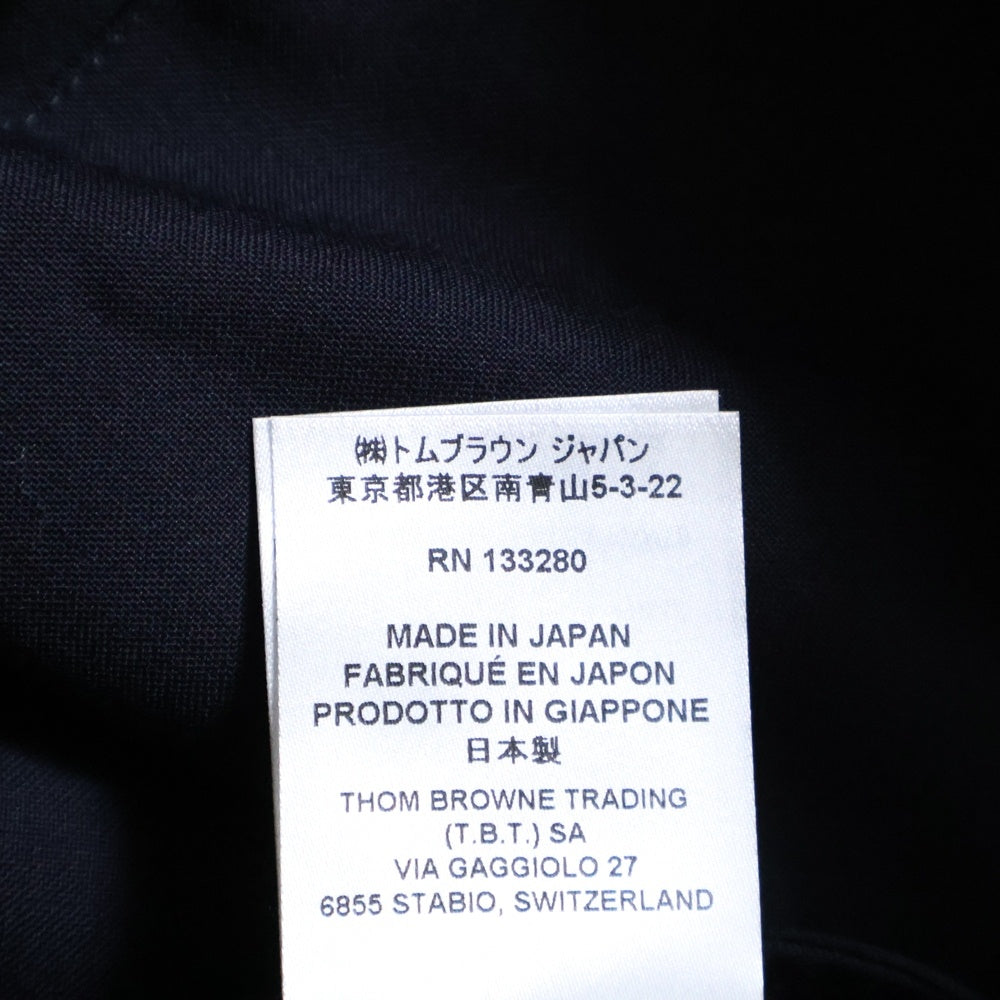 ㈱トムブラウン ジャパン
東京都港区南青山5-3-22
RN 133280
MADE IN JAPAN
FABRIQUÉ EN JAPON
PRODOTTO IN GIAPPONE
日本製
THOM BROWNE TRADING
(T.B.T.) SA
VIA GAGGIOLO 27
6855 STABIO, SWITZERLAND